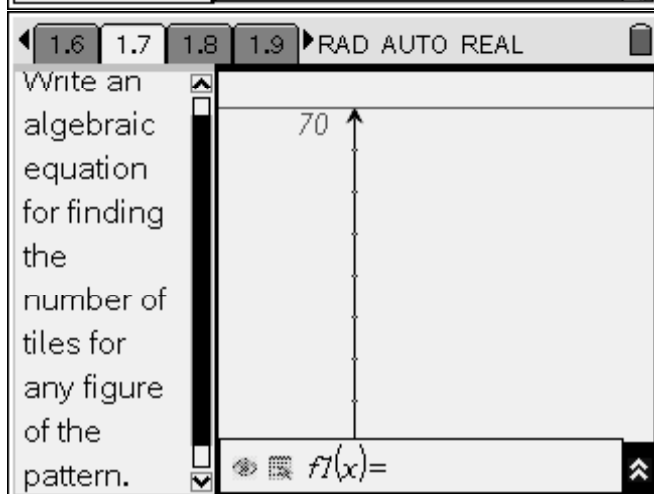 1.6 1.7 1.8 1.9 RAD AUTO REAL
Write an
algebraic
equation
for finding
the
number of
tiles for
any figure
of the
pattern.
70
f1(x)=